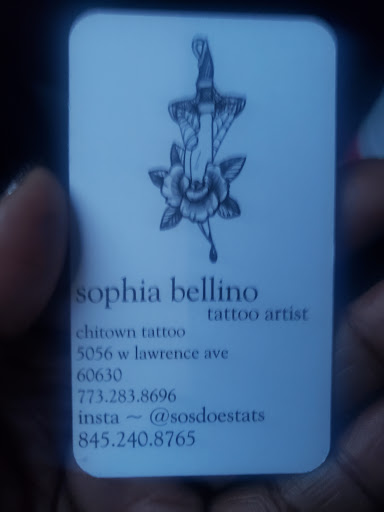 sophia bellino
tattoo artist
chitown tattoo
5056 w lawrence ave
60630
773.283.8696
insta ~ @sosdoestats
845.240.8765